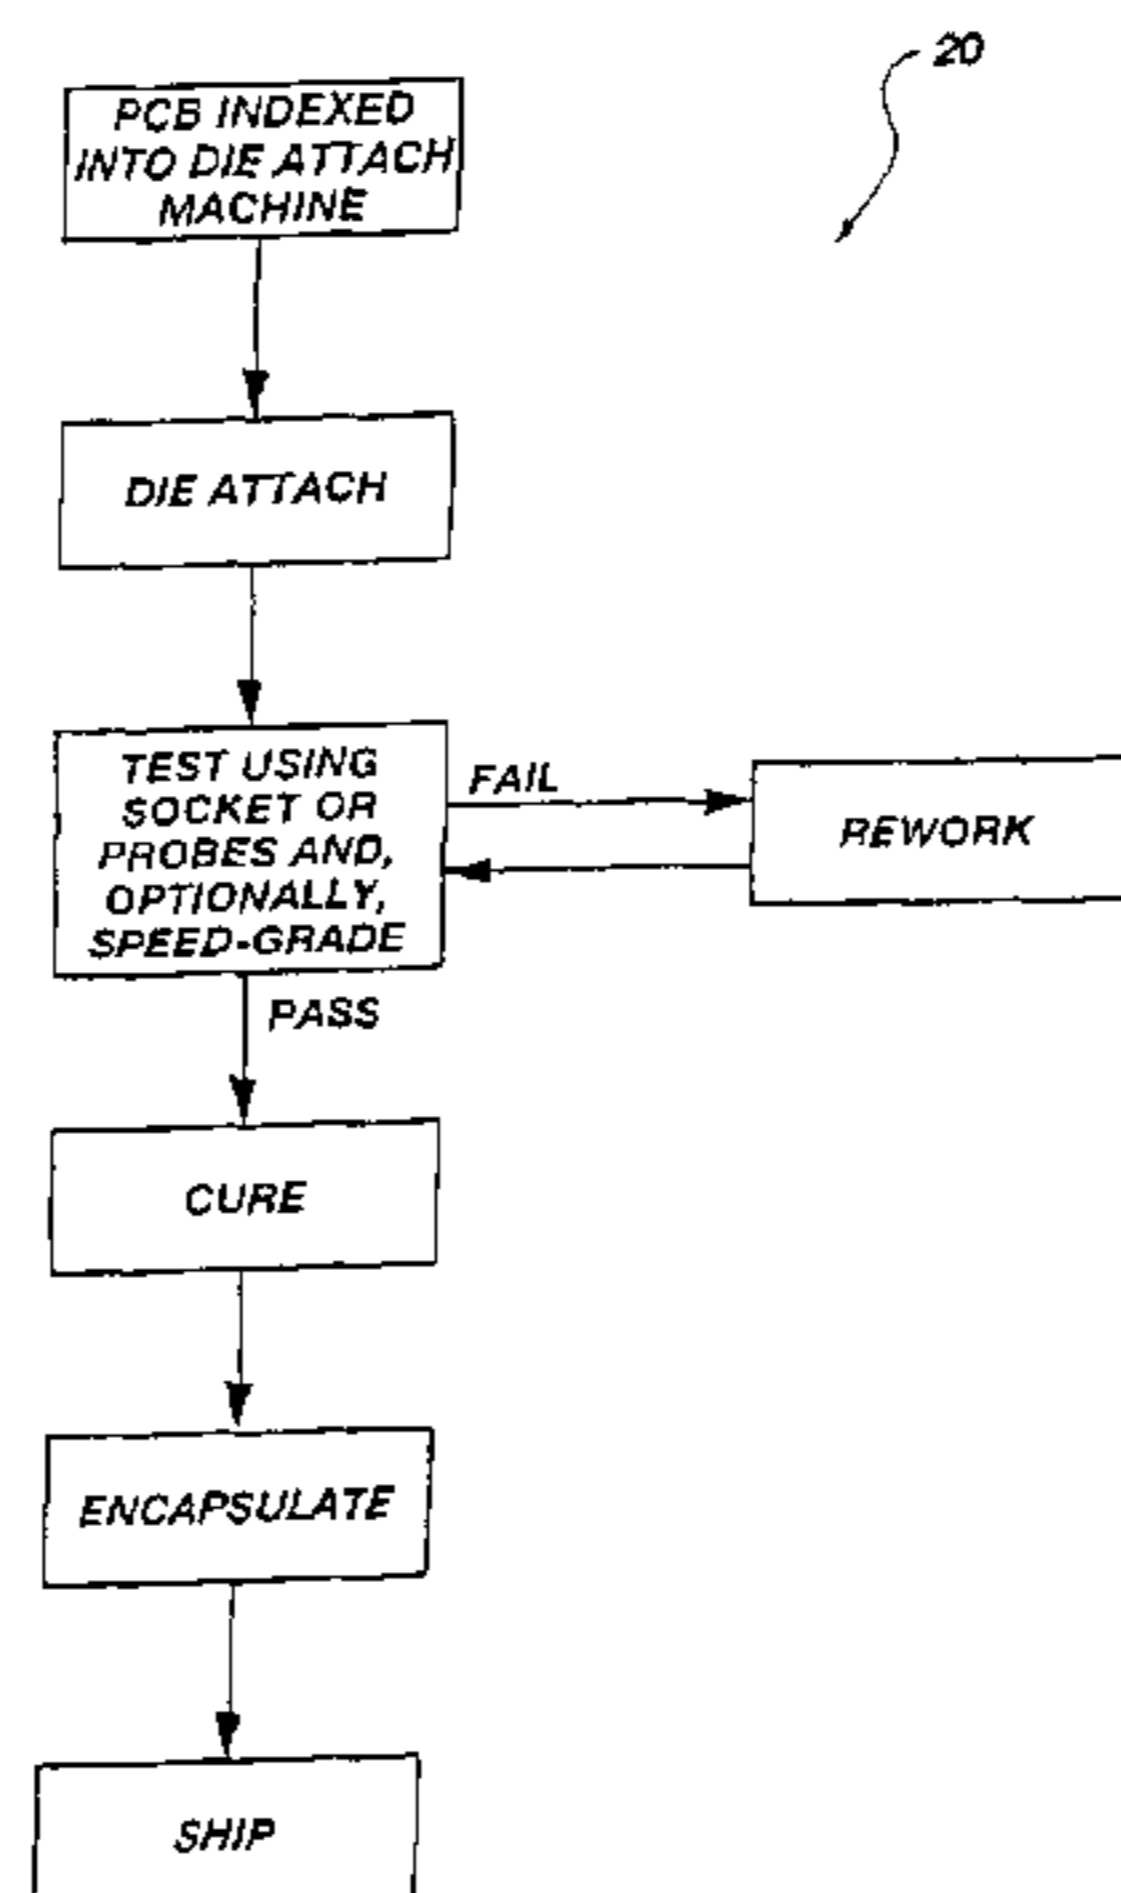 20
PCB INDEXED
INTO DIE ATTACH
MACHINE
DIE ATTACH
TEST USING
SOCKET OR
PROBES AND,
OPTIONALLY,
SPEED-GRADE
FAIL
REWORK
PASS
CURE
ENCAPSULATE
SHIP